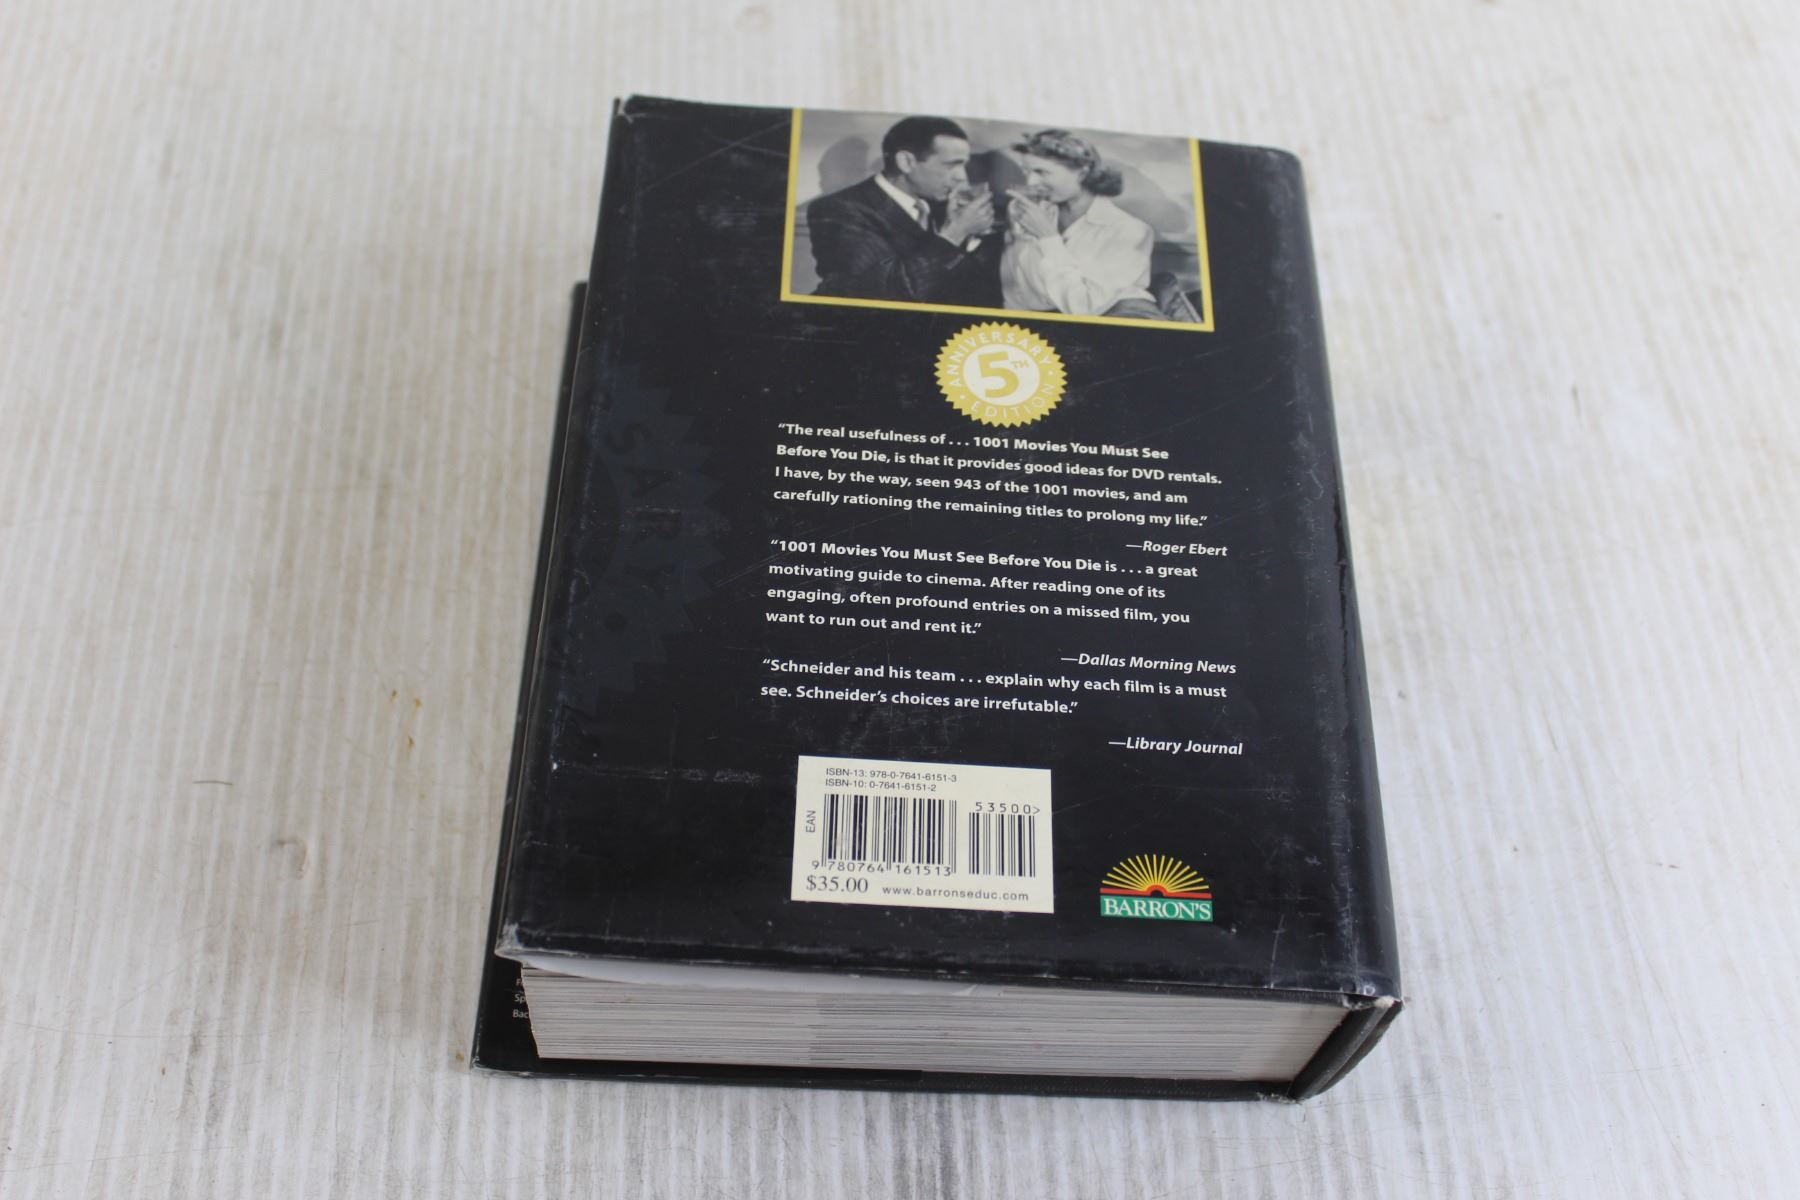 ANNIVERSARY
5TH
EDITION
“The real usefulness of . . . 1001 Movies You Must See
Before You Die, is that it provides good ideas for DVD rentals.
I have, by the way, seen 943 of the 1001 movies, and am
carefully rationing the remaining titles to prolong my life.”
—Roger Ebert
“1001 Movies You Must See Before You Die is . . . a great
motivating guide to cinema. After reading one of its
engaging, often profound entries on a missed film, you
want to run out and rent it.”
—Dallas Morning News
“Schneider and his team . . . explain why each film is a must
see. Schneider’s choices are irrefutable.”
—Library Journal
ISBN-13: 978-0-7641-6151-3
ISBN-10: 0-7641-6151-2
53500>
EAN
9 780764 161513
$35.00 www.barronseduc.com
BARRON'S